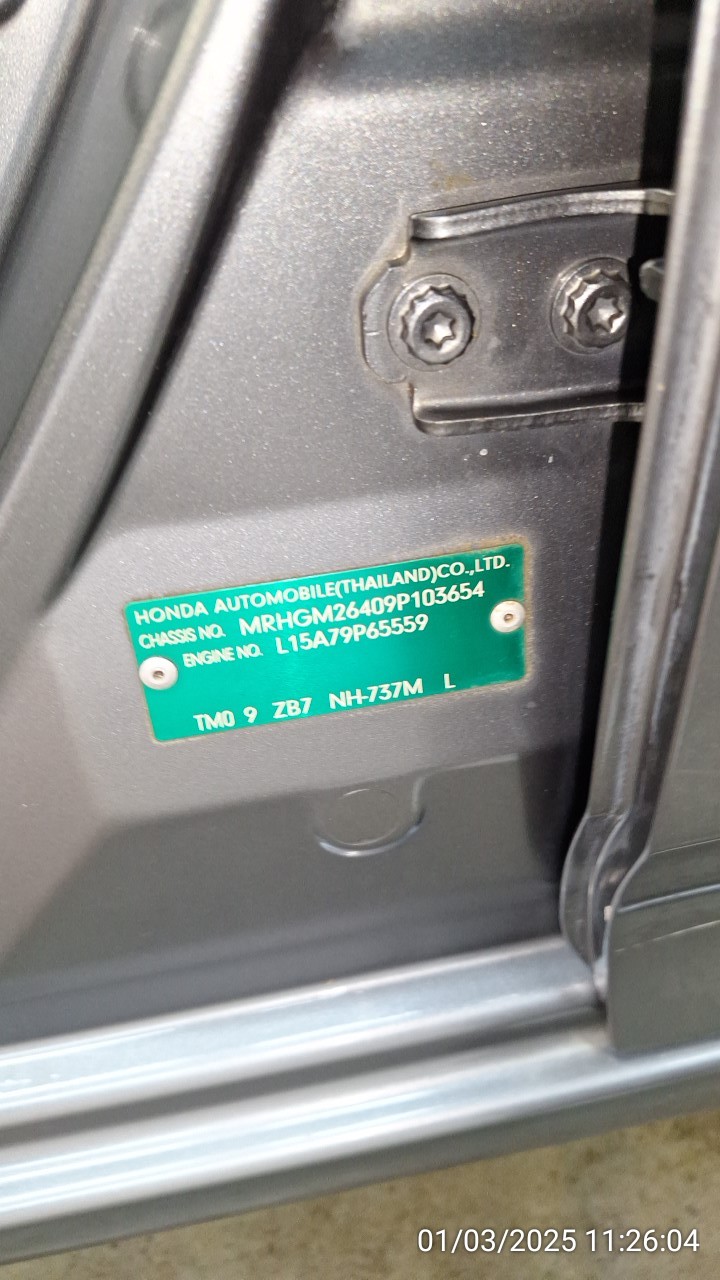 HONDA AUTOMOBILE(THAILAND)CO.,LTD.
CHASSIS NO. MRHGM26409P103654
ENGINE NO. L15A79P65559
TM0 9 ZB7 NH-737M L
01/03/2025 11:26:04